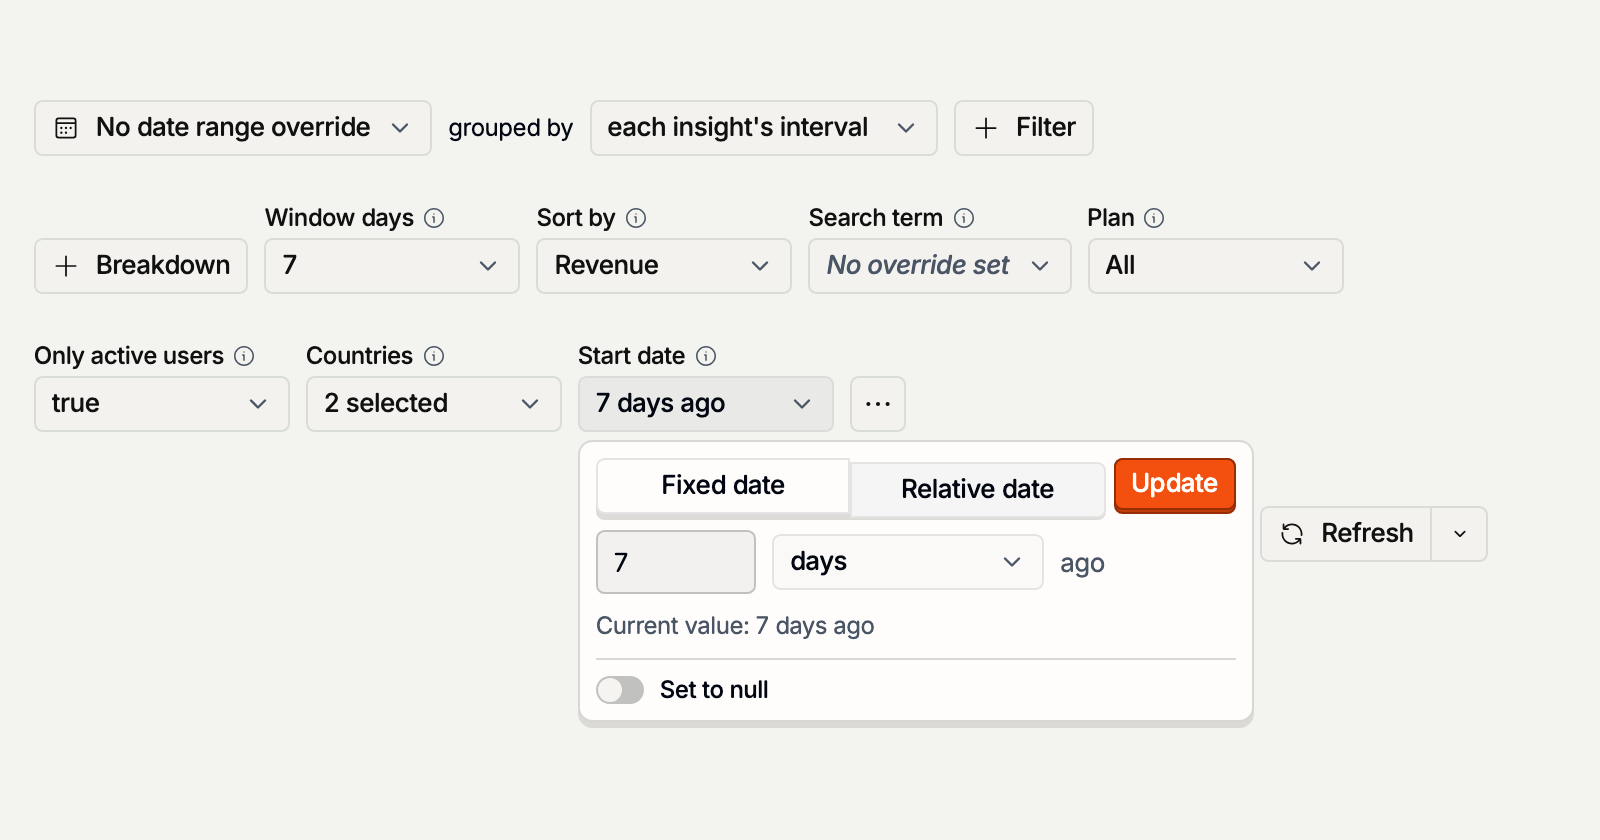 No date range override grouped by each insight's interval Filter
Window days Sort by Search term Plan
Breakdown 7 Revenue No override set All
Only active users Countries Start date
true 2 selected 7 days ago ...
Fixed date Relative date Update
Refresh
7 days ago
Current value: 7 days ago
Set to null